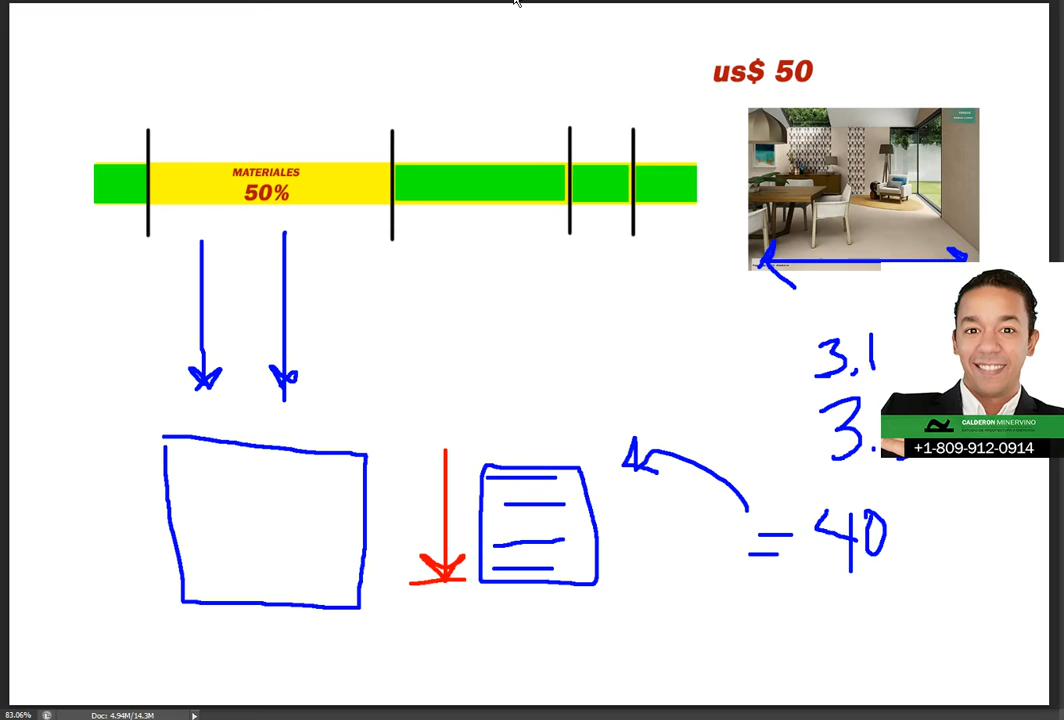 us$ 50
MATERIALES
50%
3.1
3.
CALDERON MINERVINO
+1-809-912-0914
= 40
83.06%
Doc: 4.94M/14.3M